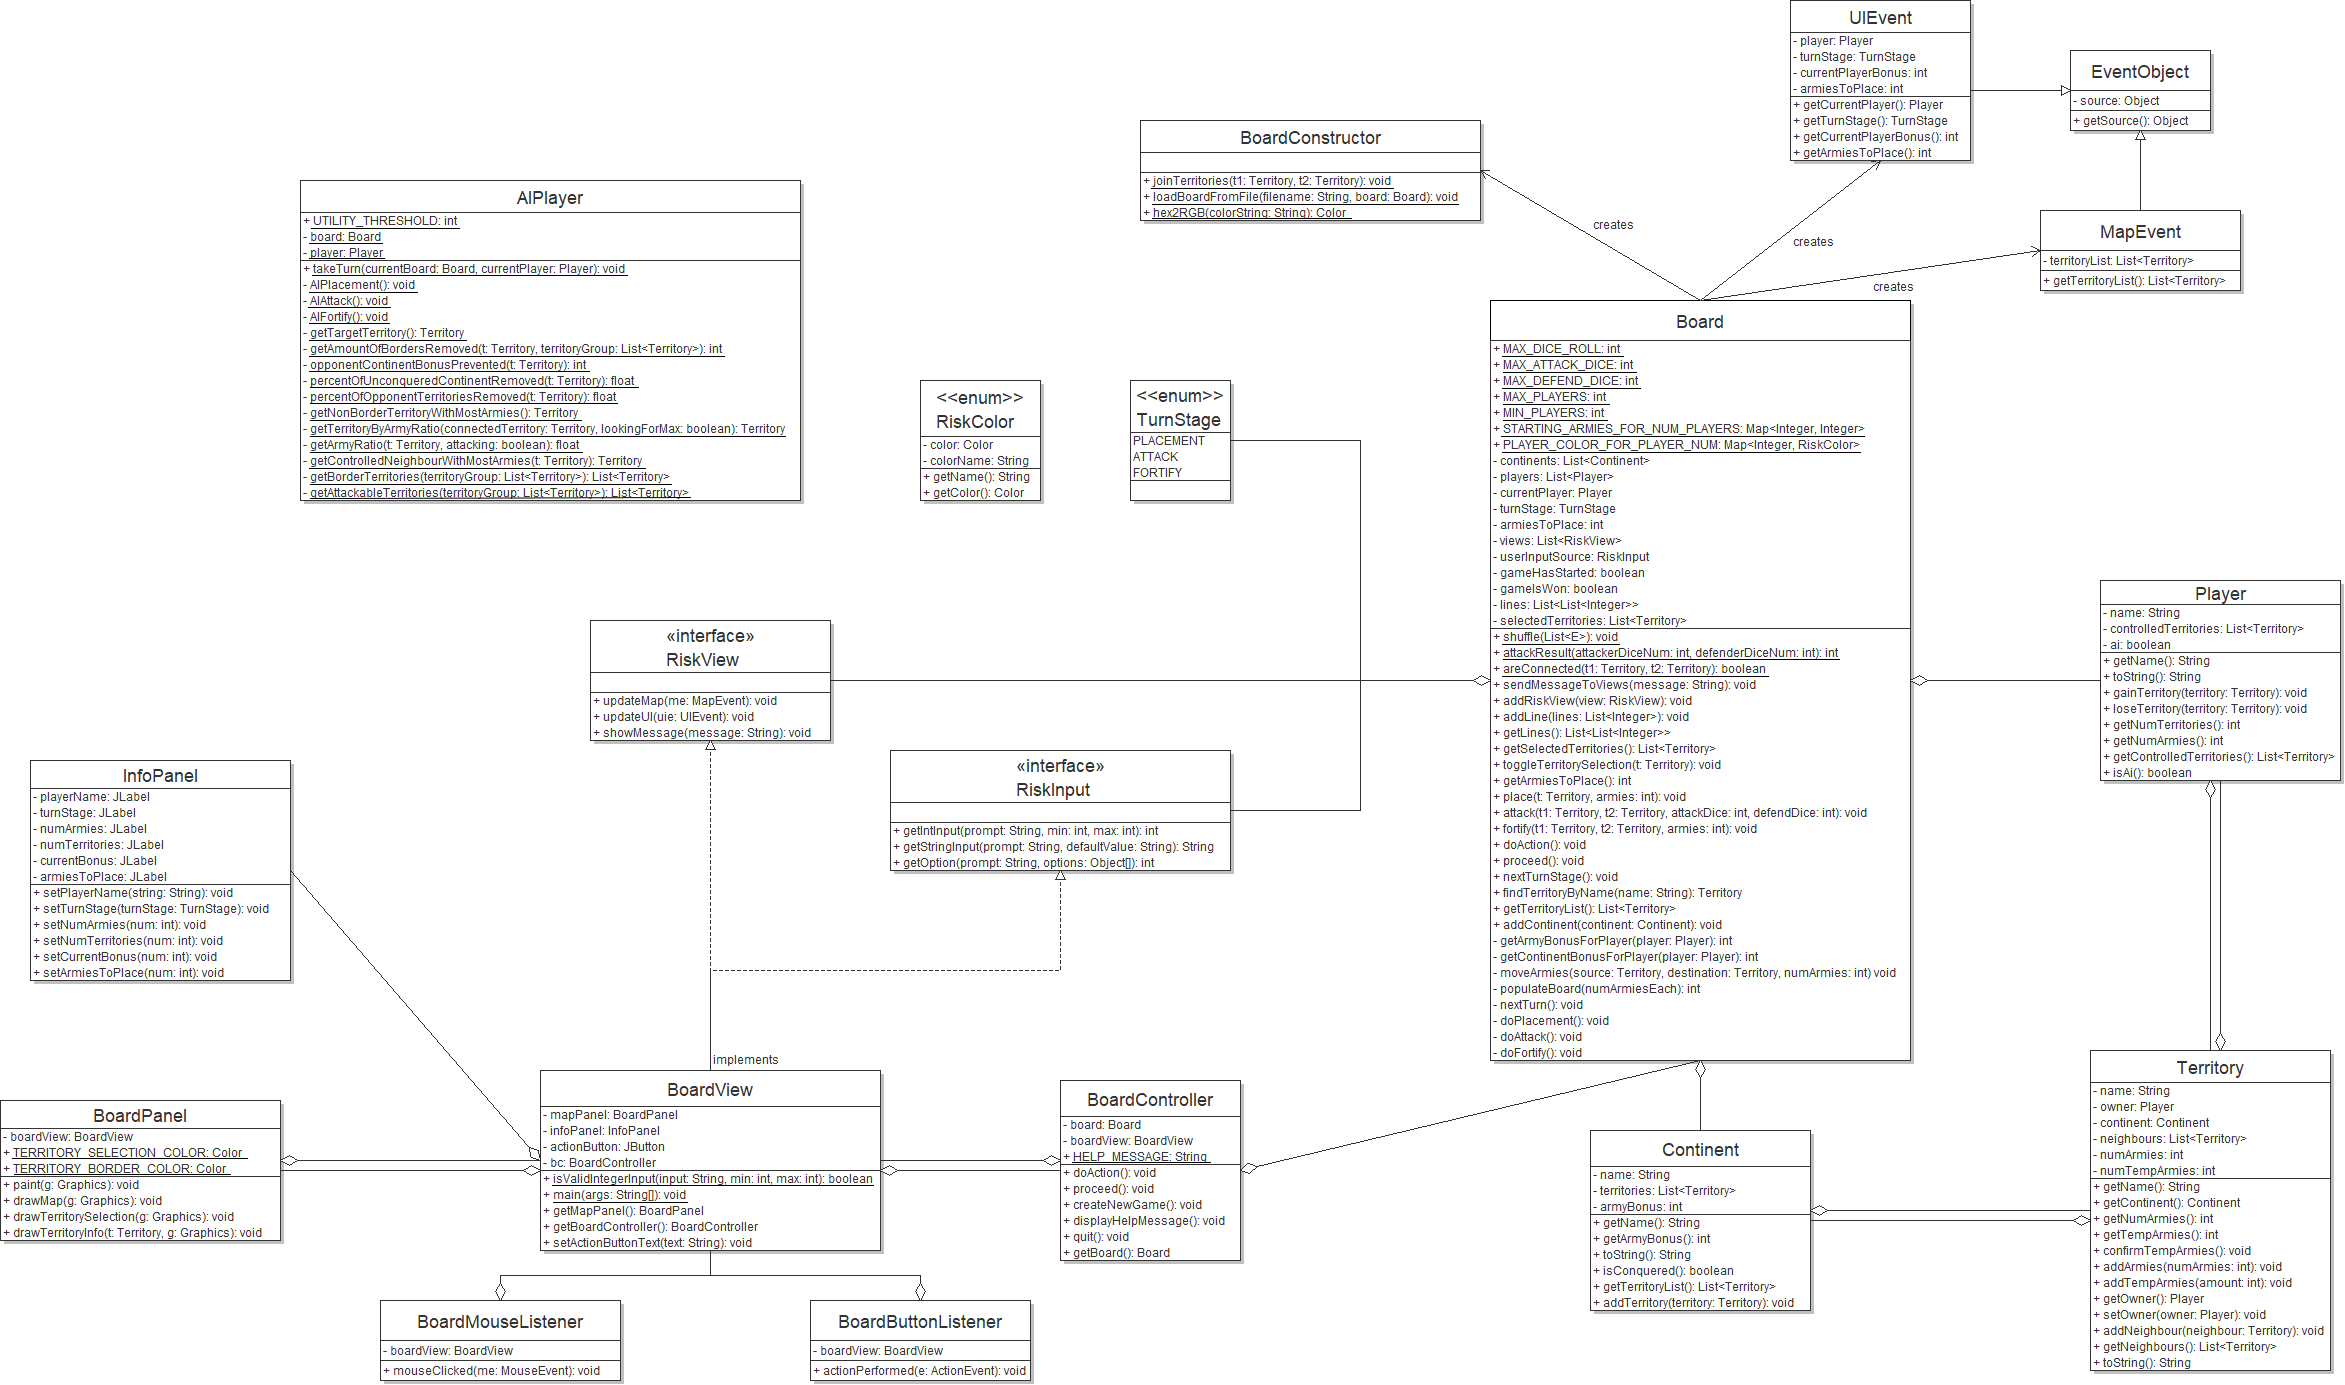 UIEvent
- player: Player
- turnStage: TurnStage
- currentPlayerBonus: int
- armiesToPlace: int
+ getCurrentPlayer(): Player
+ getTurnStage(): TurnStage
+ getCurrentPlayerBonus(): int
+ getArmiesToPlace(): int
EventObject
- source: Object
+ getSource(): Object
BoardConstructor
+ joinTerritories(t1: Territory, t2: Territory): void
+ loadBoardFromFile(filename: String, board: Board): void
+ hex2RGB(colorString: String): Color
MapEvent
- territoryList: List<Territory>
+ getTerritoryList(): List<Territory>
creates
creates
creates
AIPlayer
+ UTILITY_THRESHOLD: int
- board: Board
- player: Player
+ takeTurn(currentBoard: Board, currentPlayer: Player): void
- AIPlacement(): void
- AIAttack(): void
- AIFortify(): void
- getTargetTerritory(): Territory
- getAmountOfBordersRemoved(t: Territory, territoryGroup: List<Territory>): int
- opponentContinentBonusPrevented(t: Territory): int
- percentOfUnconqueredContinentRemoved(t: Territory): float
- percentOfOpponentTerritoriesRemoved(t: Territory): float
- getNonBorderTerritoryWithMostArmies(): Territory
- getTerritoryByArmyRatio(connectedTerritory: Territory, lookingForMax: boolean): Territory
- getArmyRatio(t: Territory, attacking: boolean): float
- getControlledNeighbourWithMostArmies(t: Territory): Territory
- getBorderTerritories(territoryGroup: List<Territory>): List<Territory>
- getAttackableTerritories(territoryGroup: List<Territory>): List<Territory>
<<enum>>
RiskColor
- color: Color
- colorName: String
+ getName(): String
+ getColor(): Color
<<enum>>
TurnStage
PLACEMENT
ATTACK
FORTIFY
Board
+ MAX_DICE_ROLL: int
+ MAX_ATTACK_DICE: int
+ MAX_DEFEND_DICE: int
+ MAX_PLAYERS: int
+ MIN_PLAYERS: int
+ STARTING_ARMIES_FOR_NUM_PLAYERS: Map<Integer, Integer>
+ PLAYER_COLOR_FOR_PLAYER_NUM: Map<Integer, RiskColor>
- continents: List<Continent>
- players: List<Player>
- currentPlayer: Player
- turnStage: TurnStage
- armiesToPlace: int
- views: List<RiskView>
- userInputSource: RiskInput
- gameHasStarted: boolean
- gameIsWon: boolean
- lines: List<List<Integer>>
- selectedTerritories: List<Territory>
+ shuffle(List<E>): void
+ attackResult(attackerDiceNum: int, defenderDiceNum: int): int
+ areConnected(t1: Territory, t2: Territory): boolean
+ sendMessageToViews(message: String): void
+ addRiskView(view: RiskView): void
+ addLine(lines: List<Integer>): void
+ getLines(): List<List<Integer>>
+ getSelectedTerritories(): List<Territory>
+ toggleTerritorySelection(t: Territory): void
+ getArmiesToPlace(): int
+ place(t: Territory, armies: int): void
+ attack(t1: Territory, t2: Territory, attackDice: int, defendDice: int): void
+ fortify(t1: Territory, t2: Territory, armies: int): void
+ doAction(): void
+ proceed(): void
+ nextTurnStage(): void
+ findTerritoryByName(name: String): Territory
+ getTerritoryList(): List<Territory>
+ addContinent(continent: Continent): void
- getArmyBonusForPlayer(player: Player): int
- getContinentBonusForPlayer(player: Player): int
- moveArmies(source: Territory, destination: Territory, numArmies: int) void
- populateBoard(numArmiesEach): int
- nextTurn(): void
- doPlacement(): void
- doAttack(): void
- doFortify(): void
Player
- name: String
- controlledTerritories: List<Territory>
- ai: boolean
+ getName(): String
+ toString(): String
+ gainTerritory(territory: Territory): void
+ loseTerritory(territory: Territory): void
+ getNumTerritories(): int
+ getNumArmies(): int
+ getControlledTerritories(): List<Territory>
+ isAi(): boolean
«interface»
RiskView
+ updateMap(me: MapEvent): void
+ updateUI(uie: UIEvent): void
+ showMessage(message: String): void
«interface»
RiskInput
+ getIntInput(prompt: String, min: int, max: int): int
+ getStringInput(prompt: String, defaultValue: String): String
+ getOption(prompt: String, options: Object[]): int
InfoPanel
- playerName: JLabel
- turnStage: JLabel
- numArmies: JLabel
- numTerritories: JLabel
- currentBonus: JLabel
- armiesToPlace: JLabel
+ setPlayerName(string: String): void
+ setTurnStage(turnStage: TurnStage): void
+ setNumArmies(num: int): void
+ setNumTerritories(num: int): void
+ setCurrentBonus(num: int): void
+ setArmiesToPlace(num: int): void
implements
BoardPanel
- boardView: BoardView
+ TERRITORY_SELECTION_COLOR: Color
+ TERRITORY_BORDER_COLOR: Color
+ paint(g: Graphics): void
+ drawMap(g: Graphics): void
+ drawTerritorySelection(g: Graphics): void
+ drawTerritoryInfo(t: Territory, g: Graphics): void
BoardView
- mapPanel: BoardPanel
- infoPanel: InfoPanel
- actionButton: JButton
- bc: BoardController
+ isValidIntegerInput(input: String, min: int, max: int): boolean
+ main(args: String[]): void
+ getMapPanel(): BoardPanel
+ getBoardController(): BoardController
+ setActionButtonText(text: String): void
BoardController
- board: Board
- boardView: BoardView
+ HELP_MESSAGE: String
+ doAction(): void
+ proceed(): void
+ createNewGame(): void
+ displayHelpMessage(): void
+ quit(): void
+ getBoard(): Board
Continent
- name: String
- territories: List<Territory>
- armyBonus: int
+ getName(): String
+ getArmyBonus(): int
+ toString(): String
+ isConquered(): boolean
+ getTerritoryList(): List<Territory>
+ addTerritory(territory: Territory): void
Territory
- name: String
- owner: Player
- continent: Continent
- neighbours: List<Territory>
- numArmies: int
- numTempArmies: int
+ getName(): String
+ getContinent(): Continent
+ getNumArmies(): int
+ getTempArmies(): int
+ confirmTempArmies(): void
+ addArmies(numArmies: int): void
+ addTempArmies(amount: int): void
+ getOwner(): Player
+ setOwner(owner: Player): void
+ addNeighbour(neighbour: Territory): void
+ getNeighbours(): List<Territory>
+ toString(): String
BoardMouseListener
- boardView: BoardView
+ mouseClicked(me: MouseEvent): void
BoardButtonListener
- boardView: BoardView
+ actionPerformed(e: ActionEvent): void